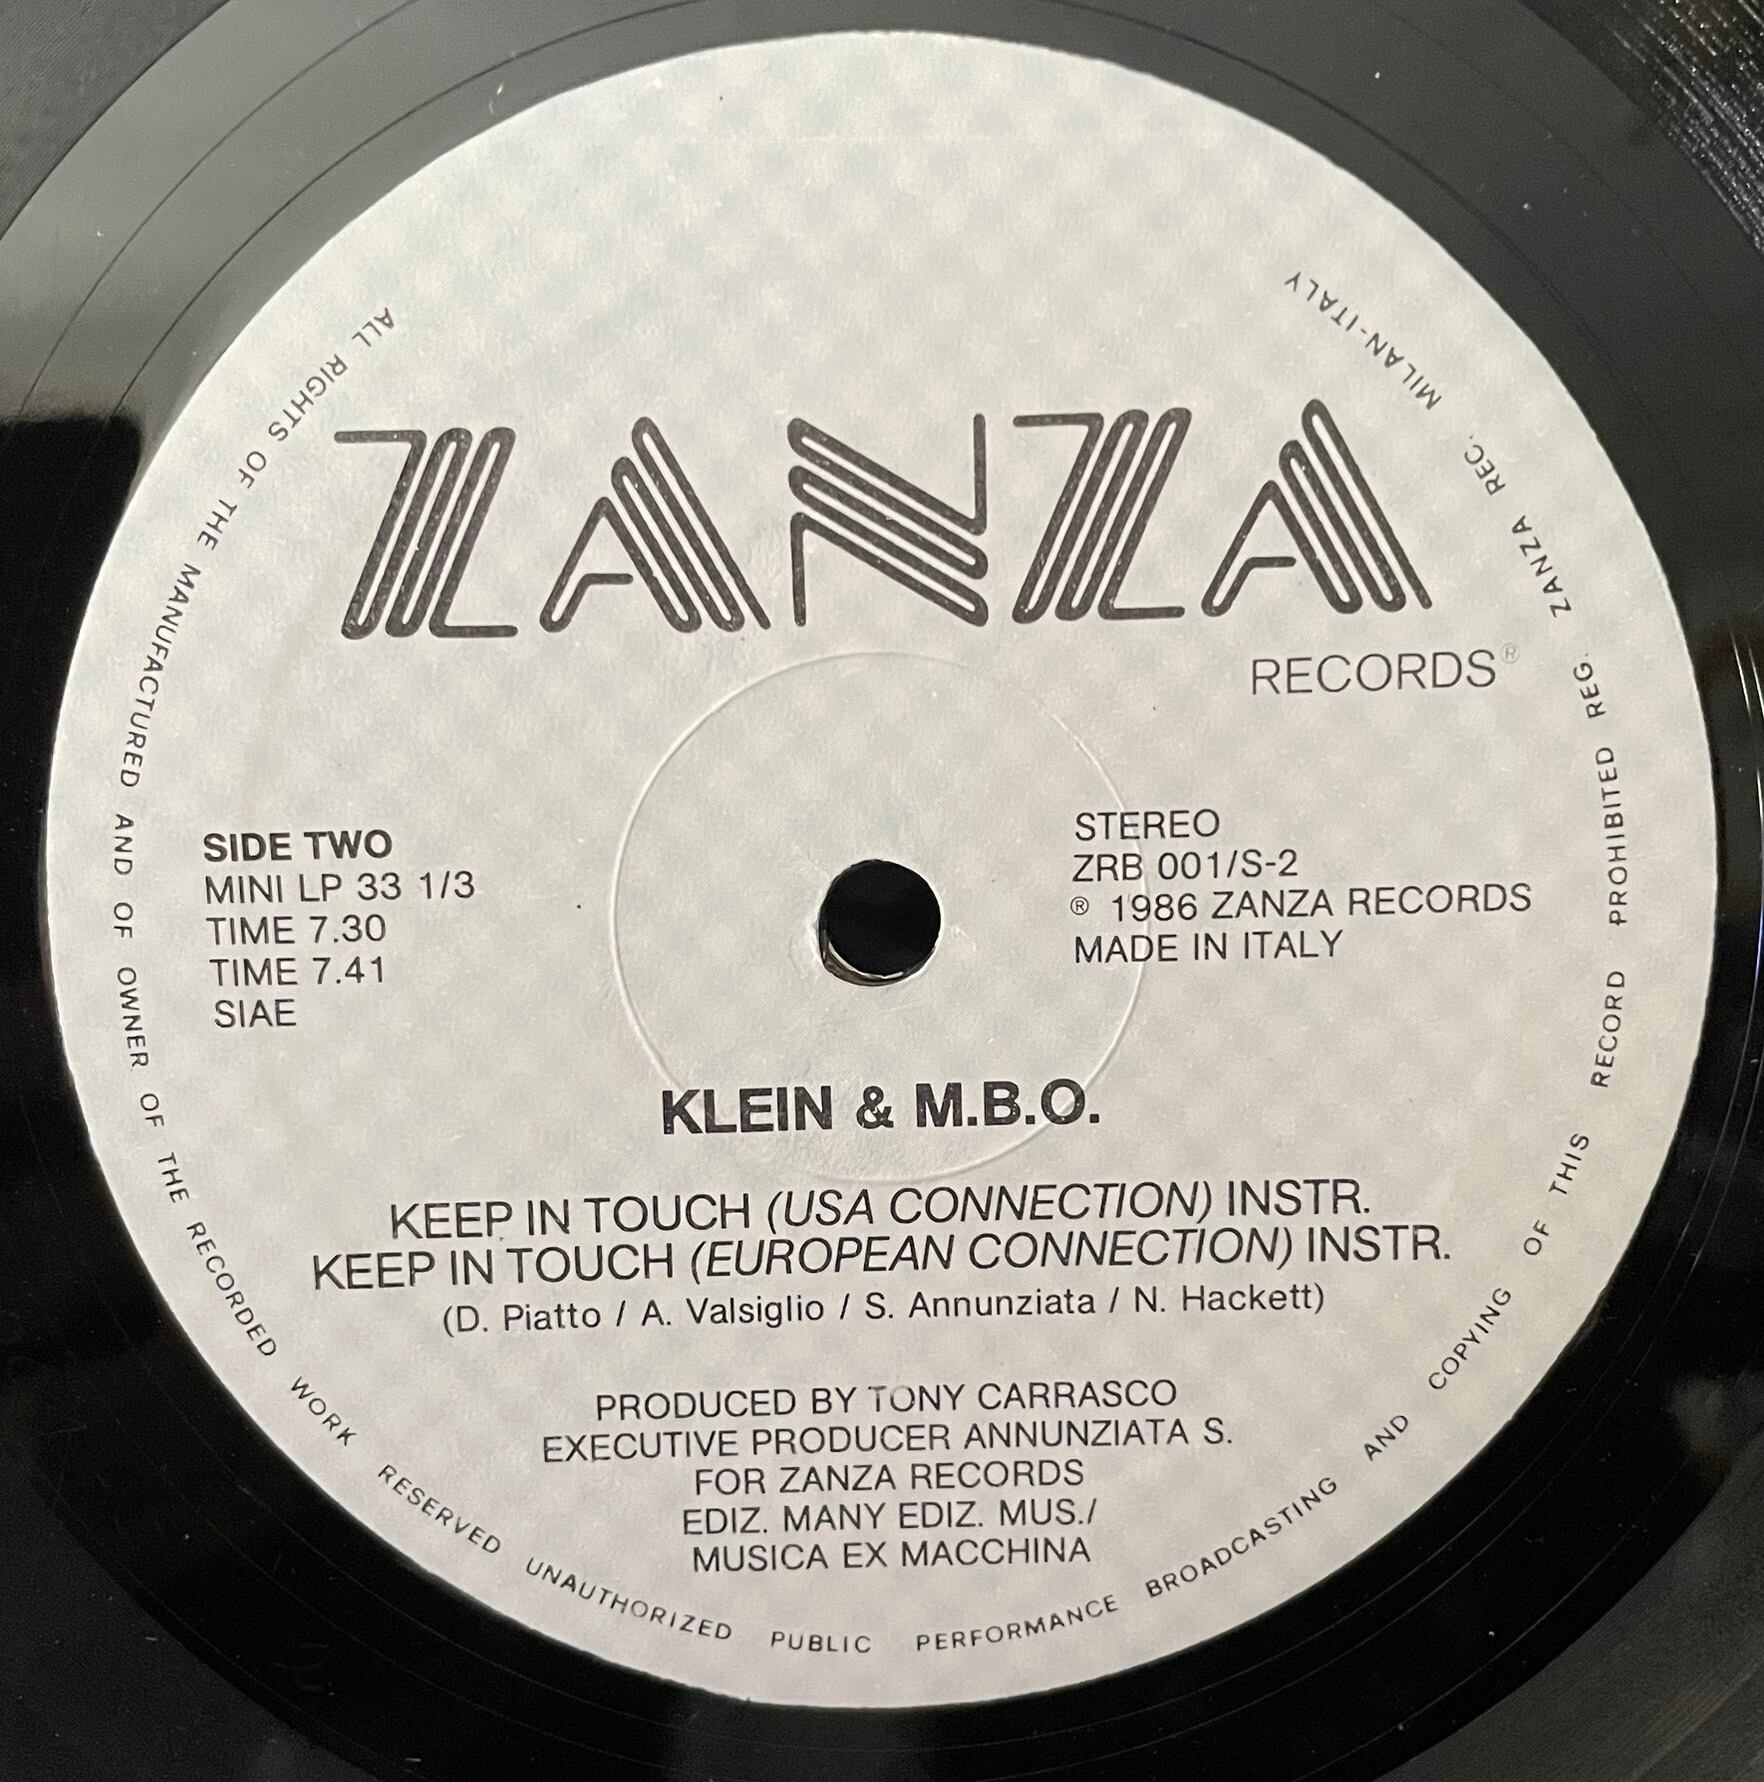 ZANZA
RECORDS®
SIDE TWO
MINI LP 33 1/3
TIME 7.30
TIME 7.41
SIAE
STEREO
ZRB 001/S-2
® 1986 ZANZA RECORDS
MADE IN ITALY
KLEIN & M.B.O.
KEEP IN TOUCH (USA CONNECTION) INSTR.
KEEP IN TOUCH (EUROPEAN CONNECTION) INSTR.
(D. Piatto / A. Valsiglio / S. Annunziata / N. Hackett)
PRODUCED BY TONY CARRASCO
EXECUTIVE PRODUCER ANNUNZIATA S.
FOR ZANZA RECORDS
EDIZ. MANY EDIZ. MUS./
MUSICA EX MACCHINA
ALL RIGHTS OF THE MANUFACTURED AND OF OWNER OF THE RECORDED WORK RESERVED UNAUTHORIZED PUBLIC PERFORMANCE BROADCASTING AND COPYING OF THIS RECORD PROHIBITED REG. ZANZA REC. MILAN-ITALY